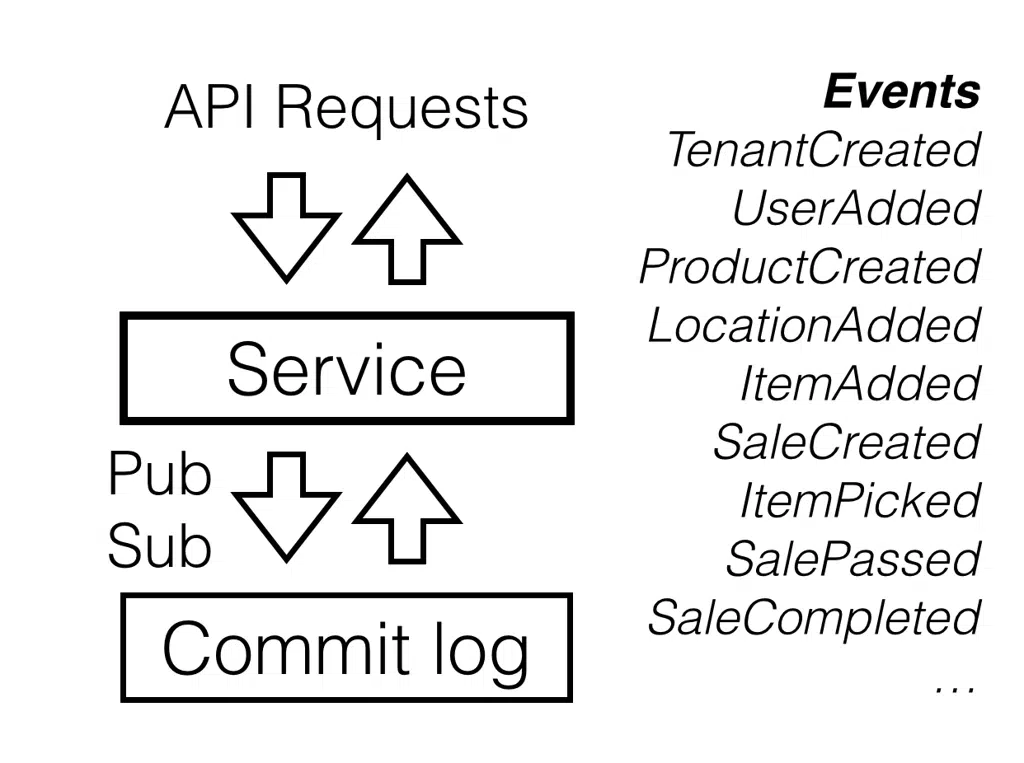 API Requests
Service
Pub
Sub
Commit log
Events
TenantCreated
UserAdded
ProductCreated
LocationAdded
ItemAdded
SaleCreated
ItemPicked
SalePassed
SaleCompleted
...